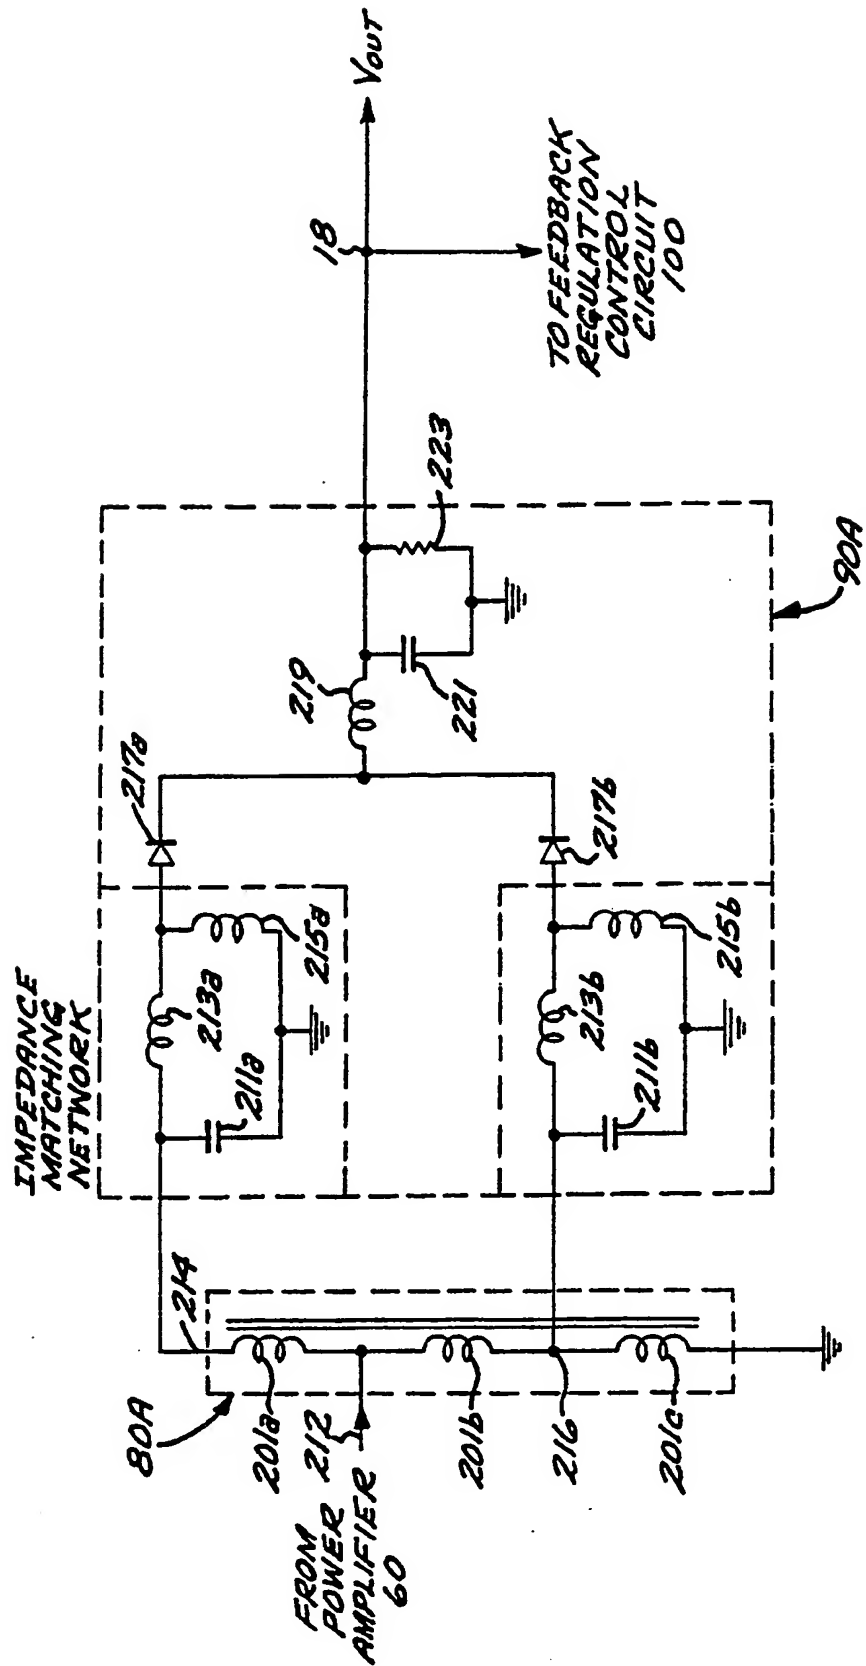 IMPEDANCE
MATCHING
NETWORK
80A
214
201a
FROM
POWER
AMPLIFIER
60
212
201b
216
201c
211a
213a
215a
217a
211b
213b
215b
217b
219
221
223
90A
18
VOUT
TO FEEDBACK
REGULATION
CONTROL
CIRCUIT
100